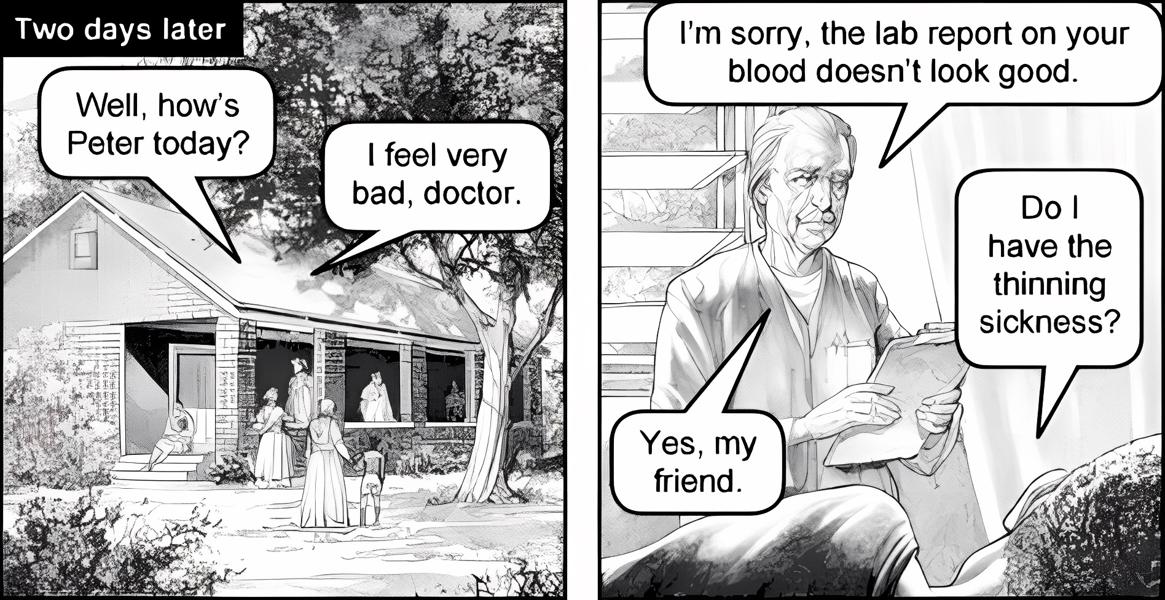 Two days later
Well, how's
Peter today?
I feel very
bad, doctor.
I'm sorry, the lab report on your
blood doesn't look good.
Do I
have the
thinning
sickness?
Yes, my
friend.